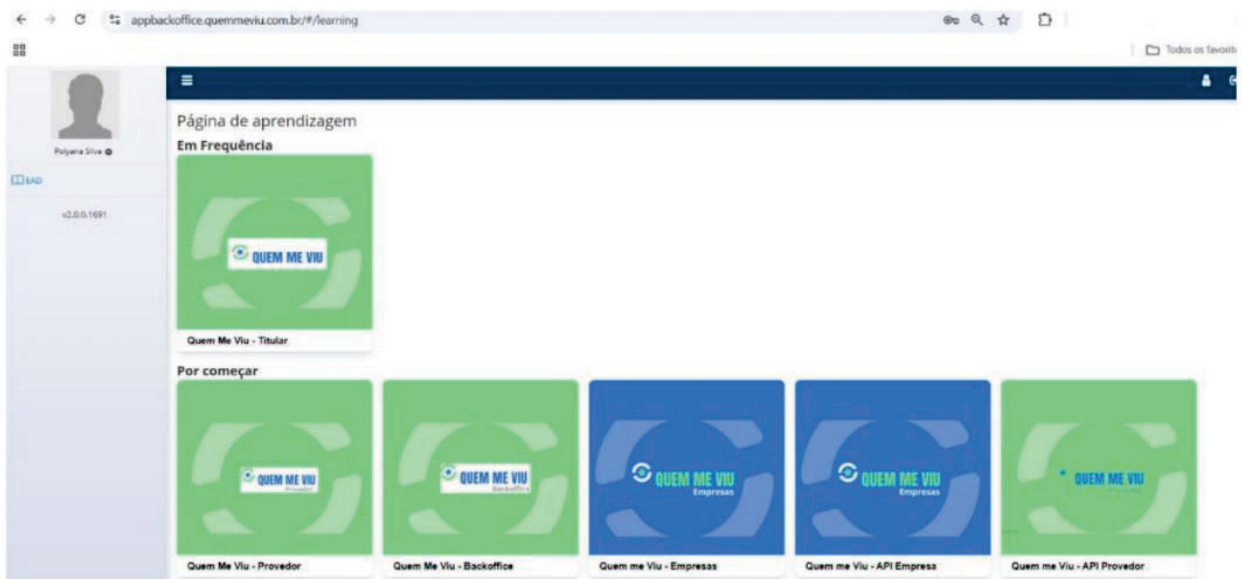 appbackoffice.quemmeviu.com.br/#/learning
Todos os favorit
Polyana Silva
EAD
v2.0.0.1691
Página de aprendizagem
Em Frequência
QUEM ME VIU
Quem Me Viu - Titular
Por começar
QUEM ME VIU
Provedor
QUEM ME VIU
Backoffice
QUEM ME VIU
Empresas
QUEM ME VIU
Empresas
QUEM ME VIU
Quem Me Viu - Provedor
Quem Me Viu - Backoffice
Quem me Viu - Empresas
Quem me Viu - API Empresa
Quem me Viu - API Provedor